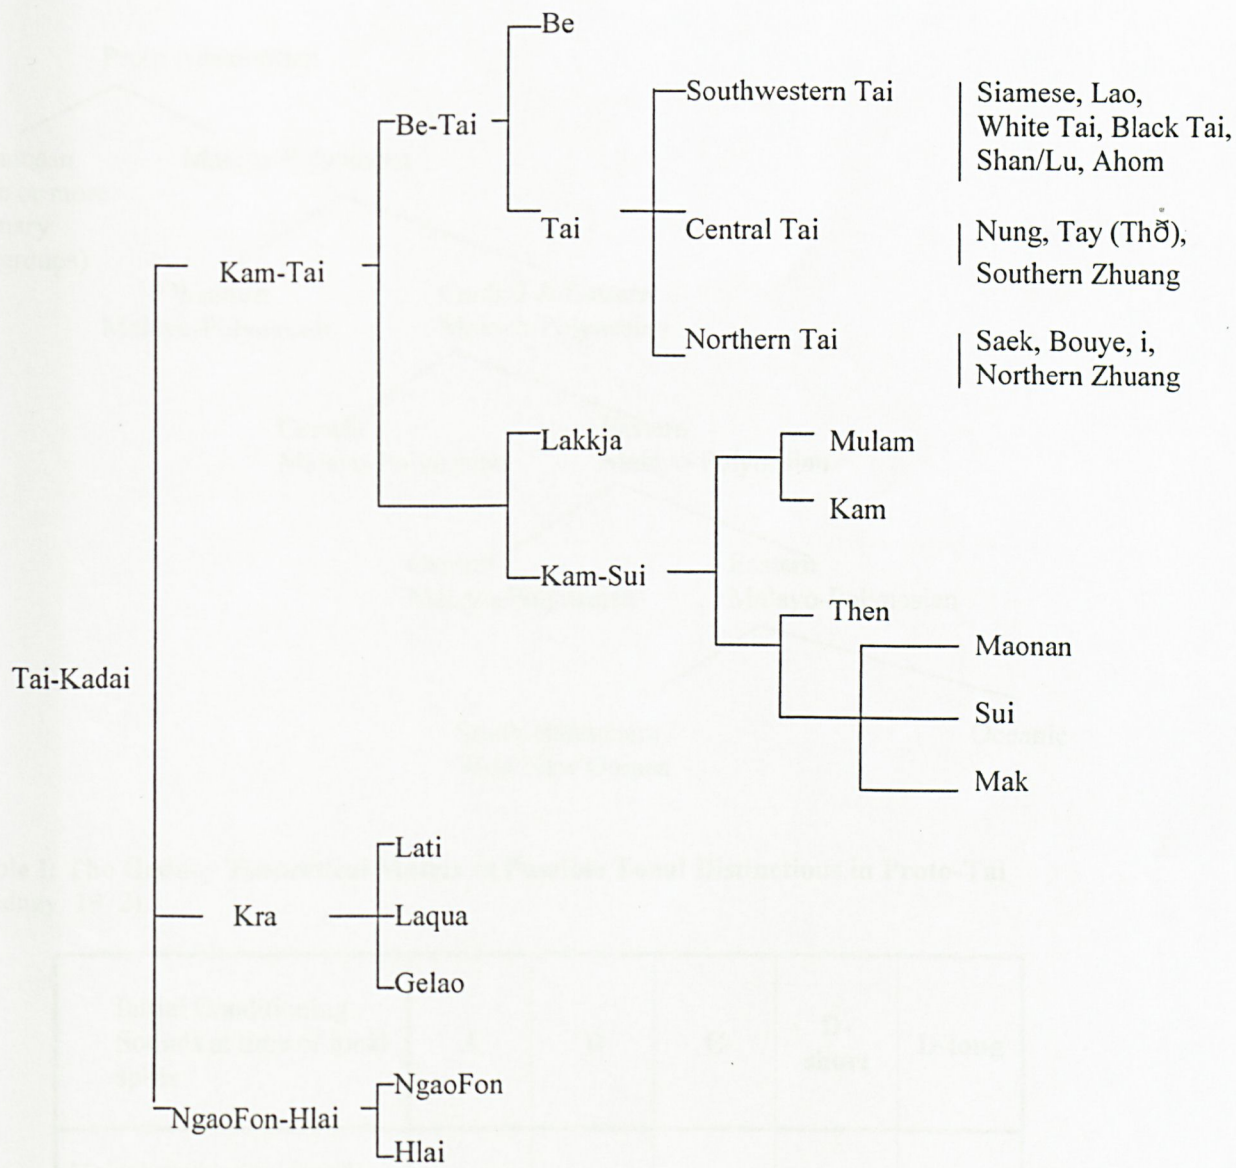 Be
Southwestern Tai
Siamese, Lao,
White Tai, Black Tai,
Shan/Lu, Ahom
Be-Tai
Tai
Central Tai
Nung, Tay (Thổ),
Southern Zhuang
Kam-Tai
Northern Tai
Saek, Bouye, i,
Northern Zhuang
Lakkja
Mulam
Kam
Kam-Sui
Then
Maonan
Tai-Kadai
Sui
Mak
Lati
Kra
Laqua
Gelao
NgaoFon-Hlai
NgaoFon
Hlai